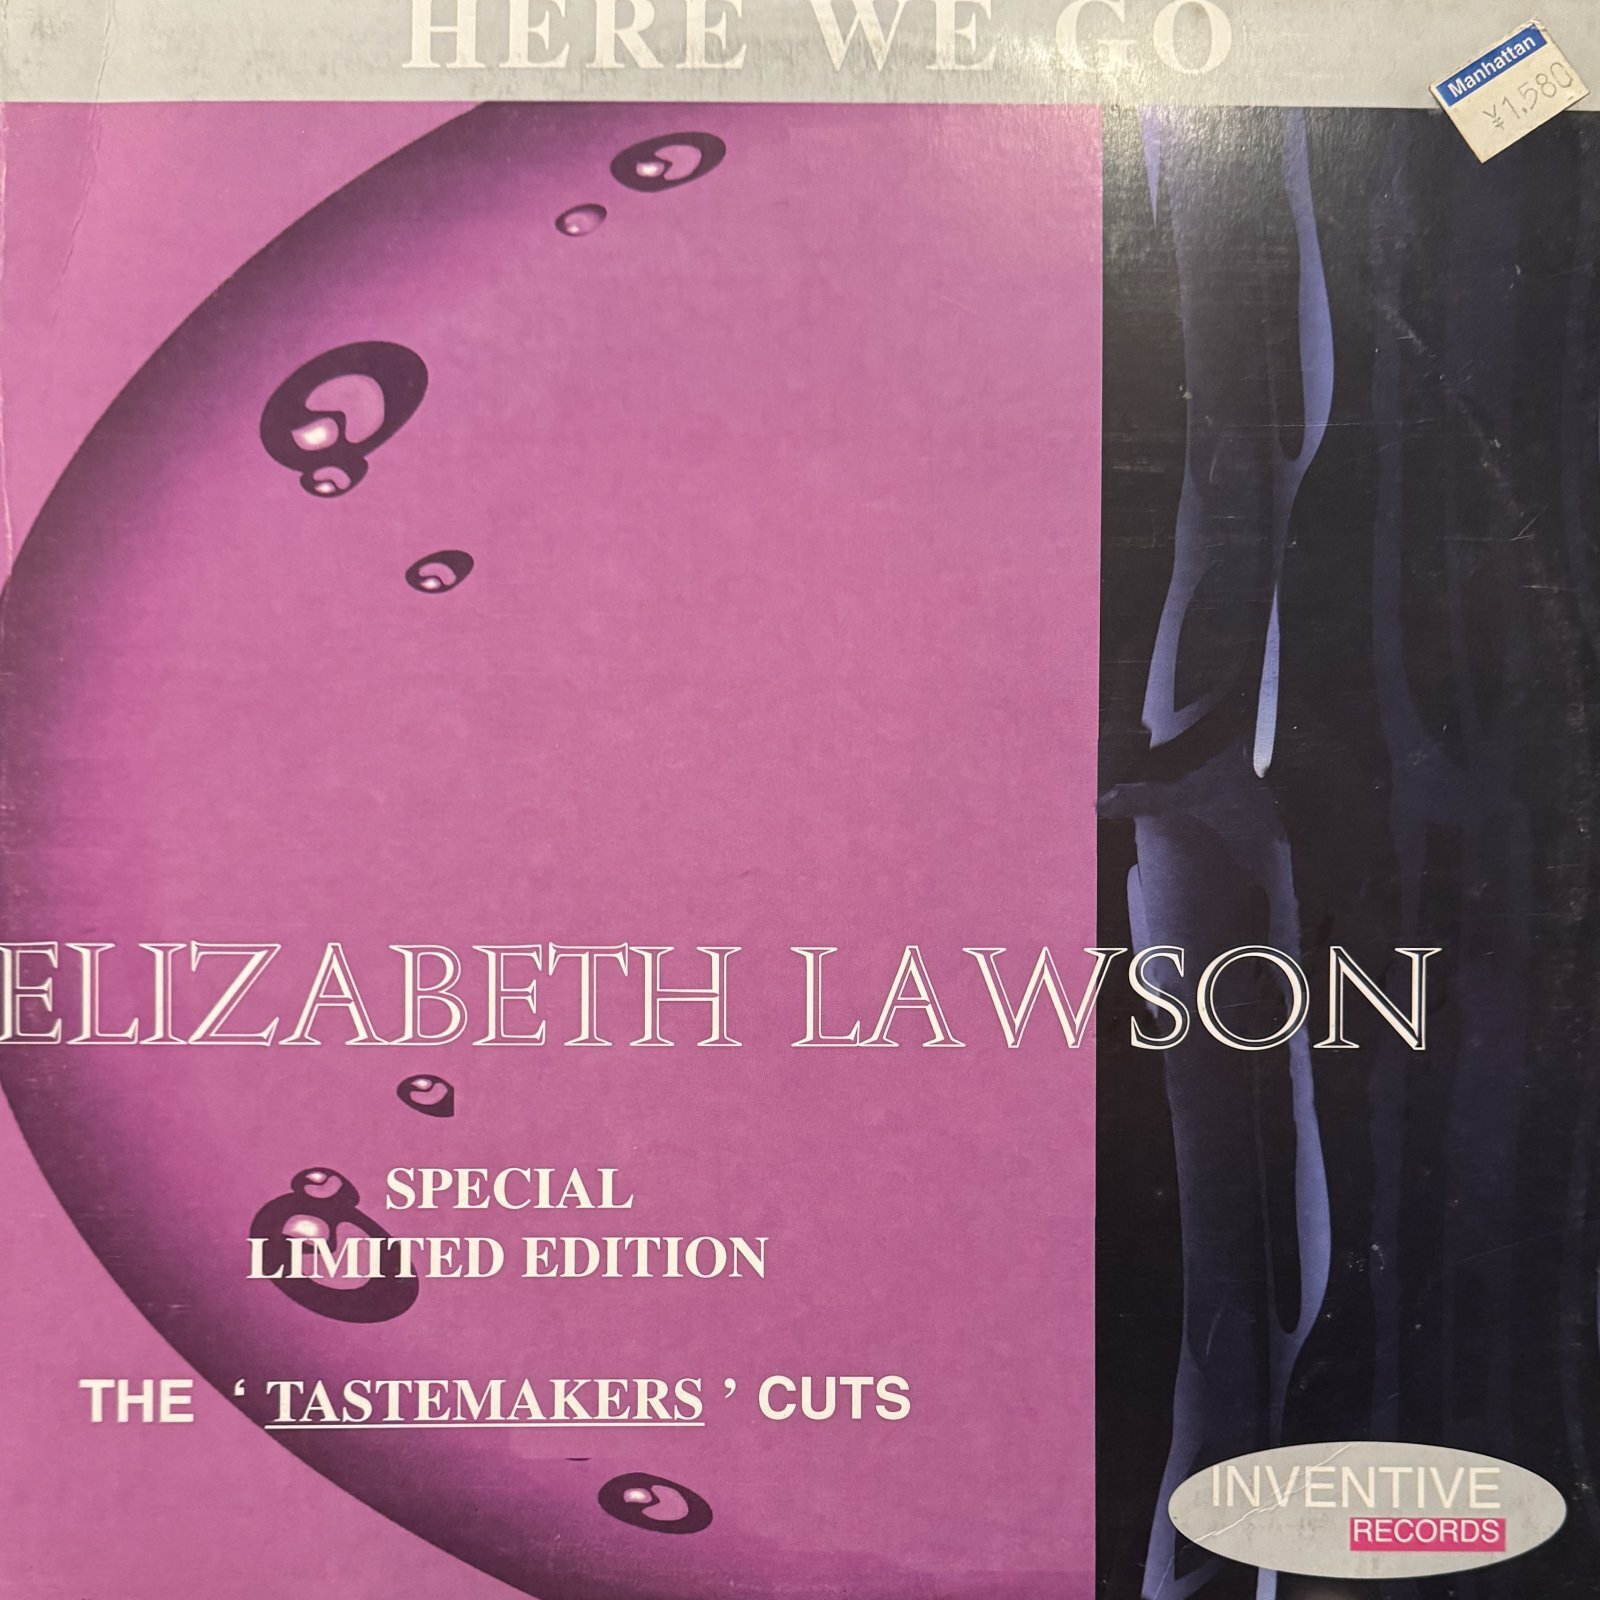 HERE WE GO
Manhattan
¥1,580
ELIZABETH LAWSON
SPECIAL
LIMITED EDITION
THE ‘ TASTEMAKERS ’ CUTS
INVENTIVE
RECORDS